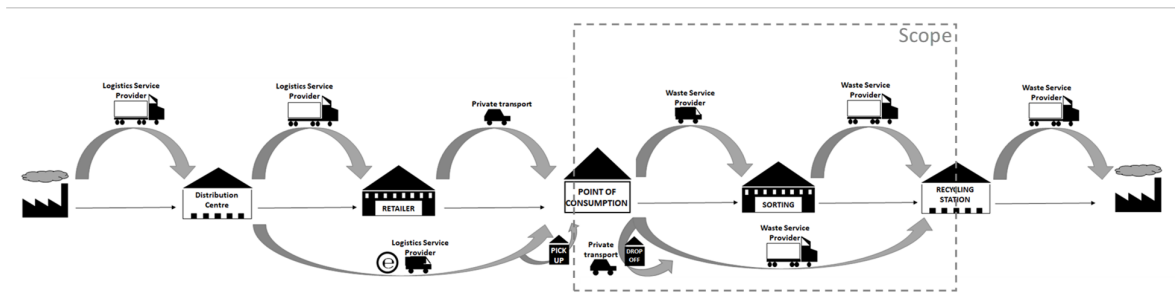 Scope
Logistics Service
Provider
Logistics Service
Provider
Private transport
Waste Service
Provider
Waste Service
Provider
Waste Service
Provider
Distribution
Centre
RETAILER
POINT OF
CONSUMPTION
SORTING
RECYCLING
STATION
Logistics Service
Provider
e
PICK
UP
Private
transport
DROP
OFF
Waste Service
Provider